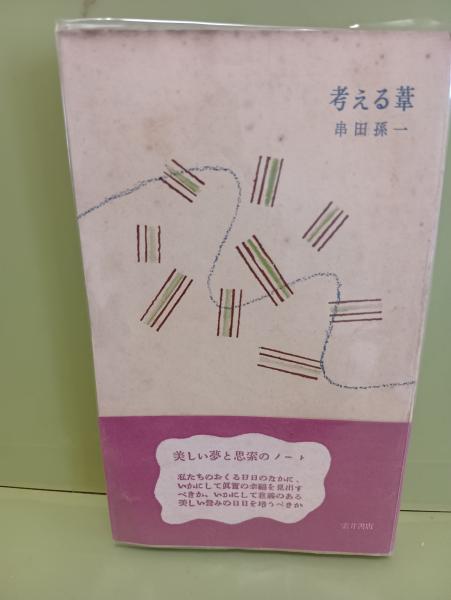 考える葦
串田孫一
美しい夢と思索のノート
私たちのおくる日日のなかに、
いかにして眞實の幸福を見出す
べきか、いかにして意義のある
美しい營みの日日を培うべきか